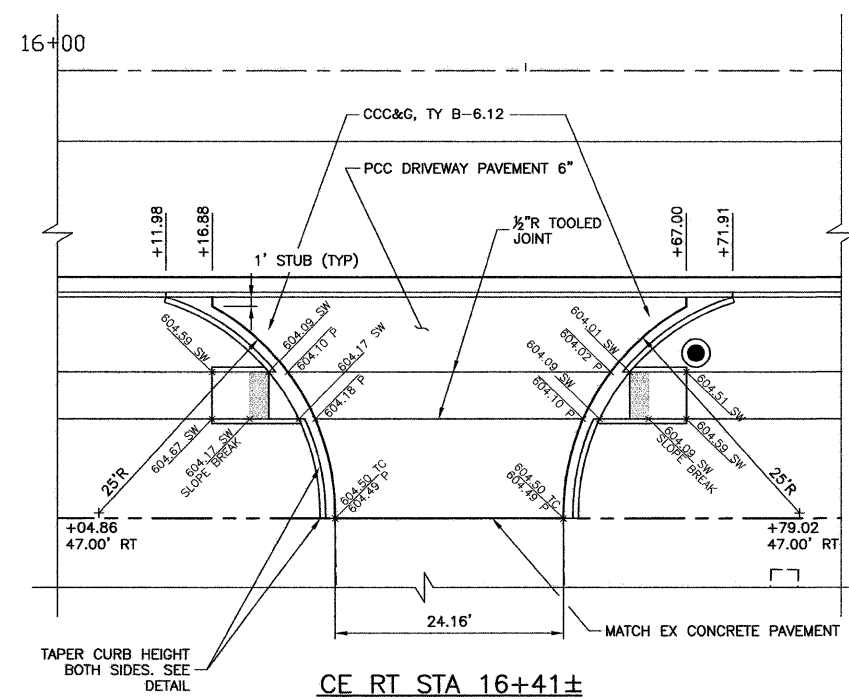 16+00
CCC&G, TY B-6.12
PCC DRIVEWAY PAVEMENT 6"
½"R TOOLED
JOINT
+11.98
+16.88
+67.00
+71.91
1' STUB (TYP)
604.59 SW
604.09 SW
604.10 P
604.17 SW
604.18 P
604.01 SW
604.02 P
604.09 SW
604.10 P
604.51 SW
604.59 SW
604.67 SW
604.17 SW
SLOPE BREAK
604.09 SW
SLOPE BREAK
25'R
25'R
604.50 TC
604.49 P
604.50 TC
604.49 P
+04.86
47.00' RT
+79.02
47.00' RT
24.16'
MATCH EX CONCRETE PAVEMENT
TAPER CURB HEIGHT
BOTH SIDES. SEE
DETAIL
CE RT STA 16+41±